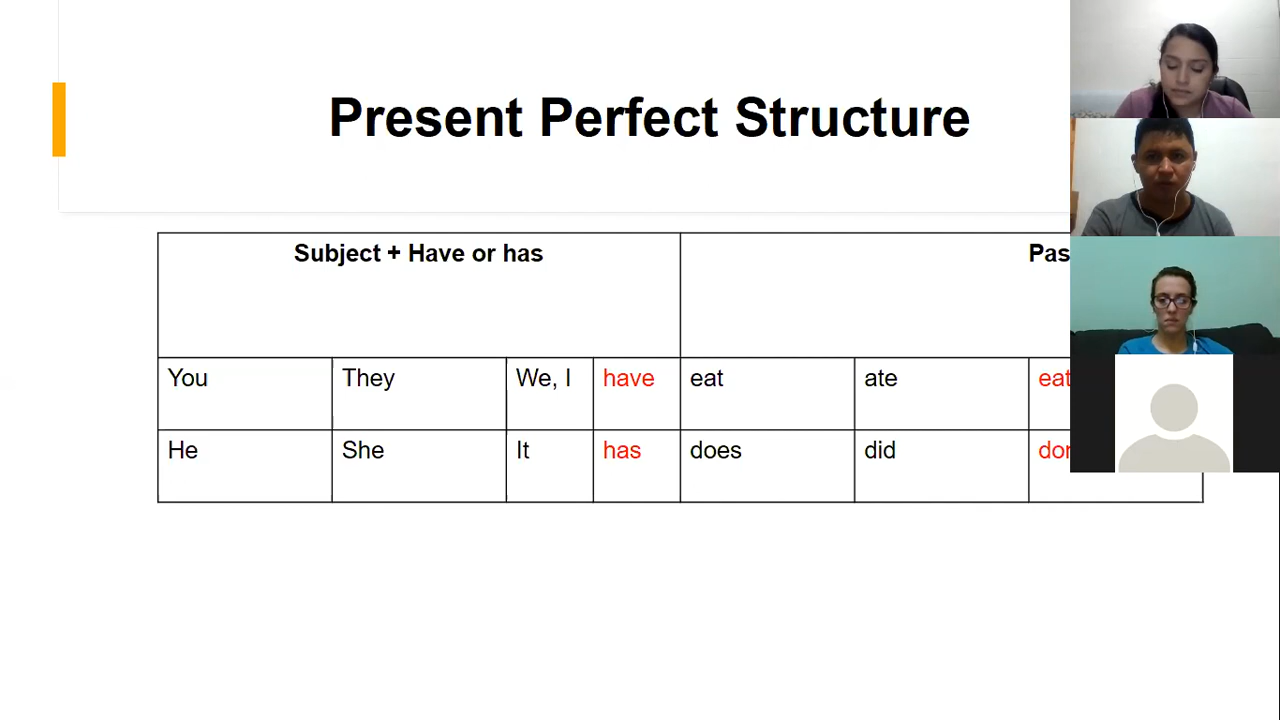 Present Perfect Structure
Subject + Have or has
You They We, I have eat ate
He She It has does did